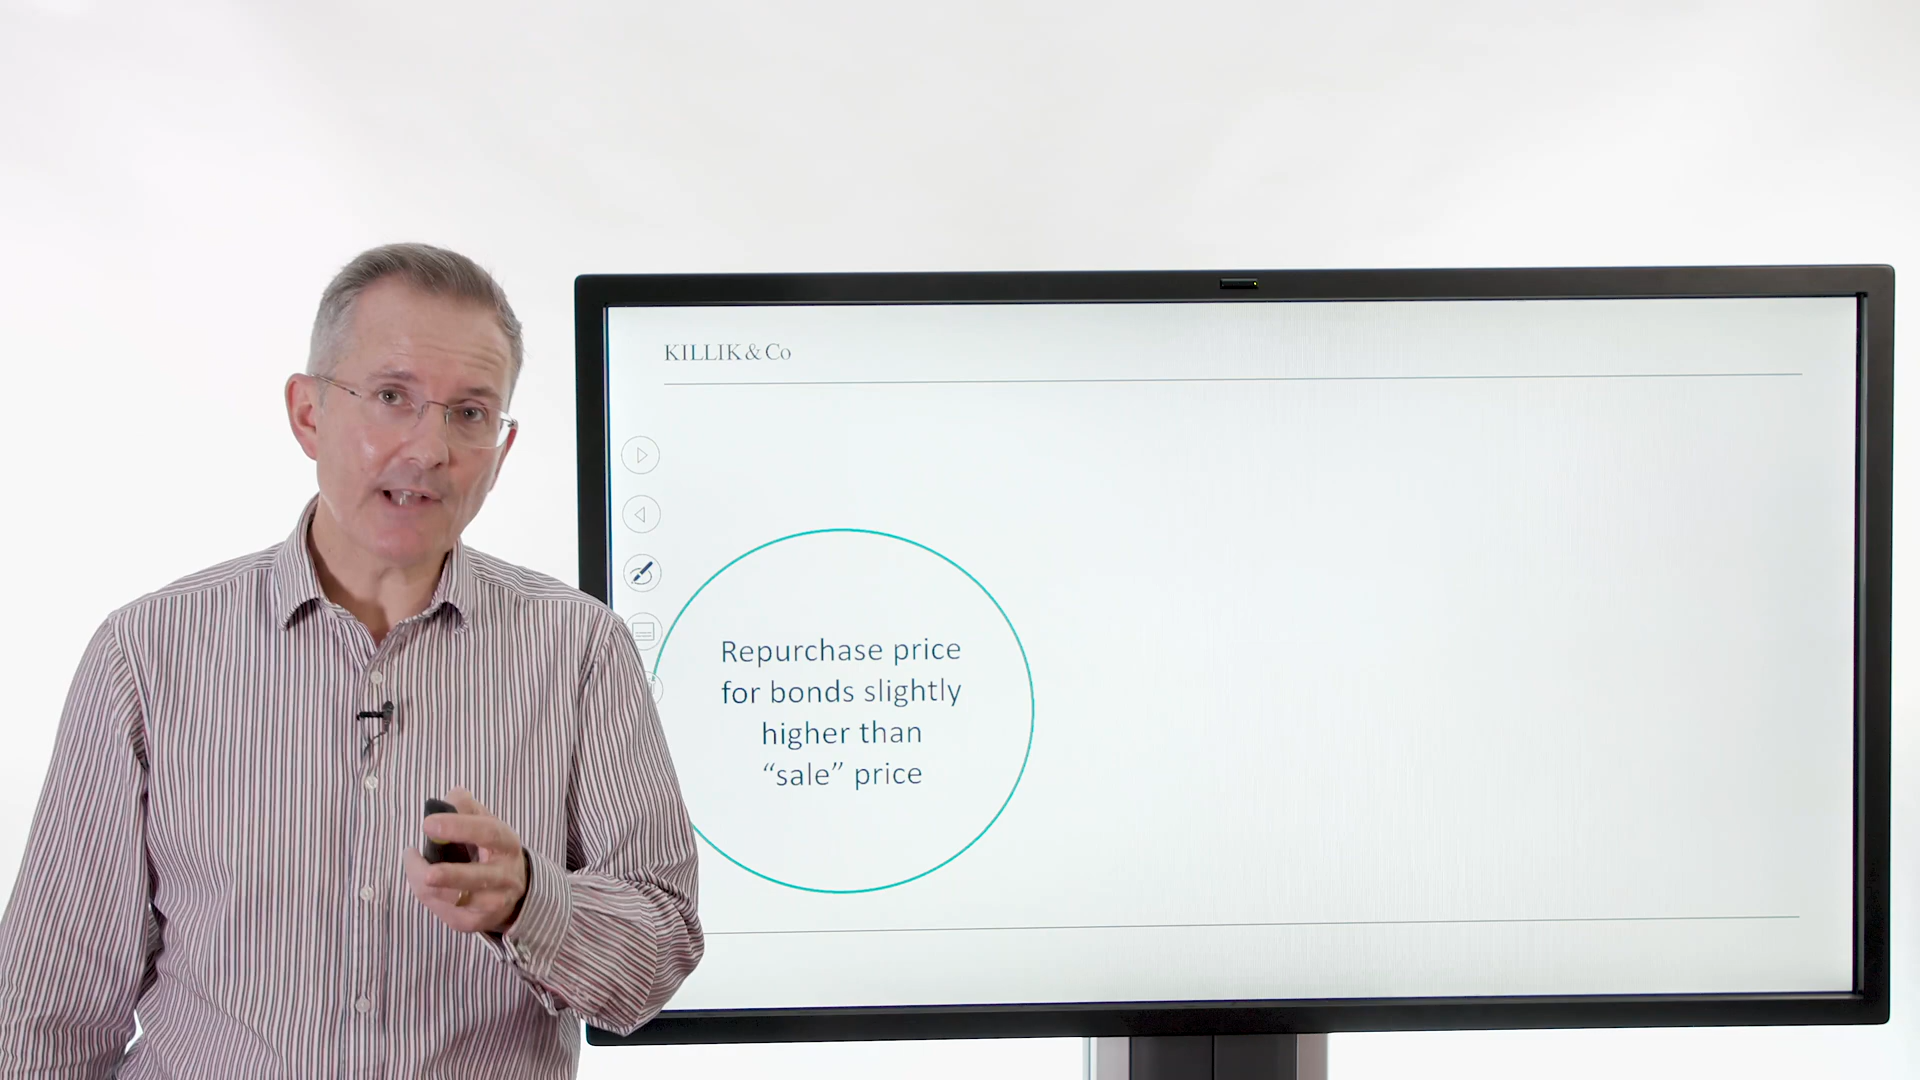 KILLIK & Co
Repurchase price
for bonds slightly
higher than
“sale” price